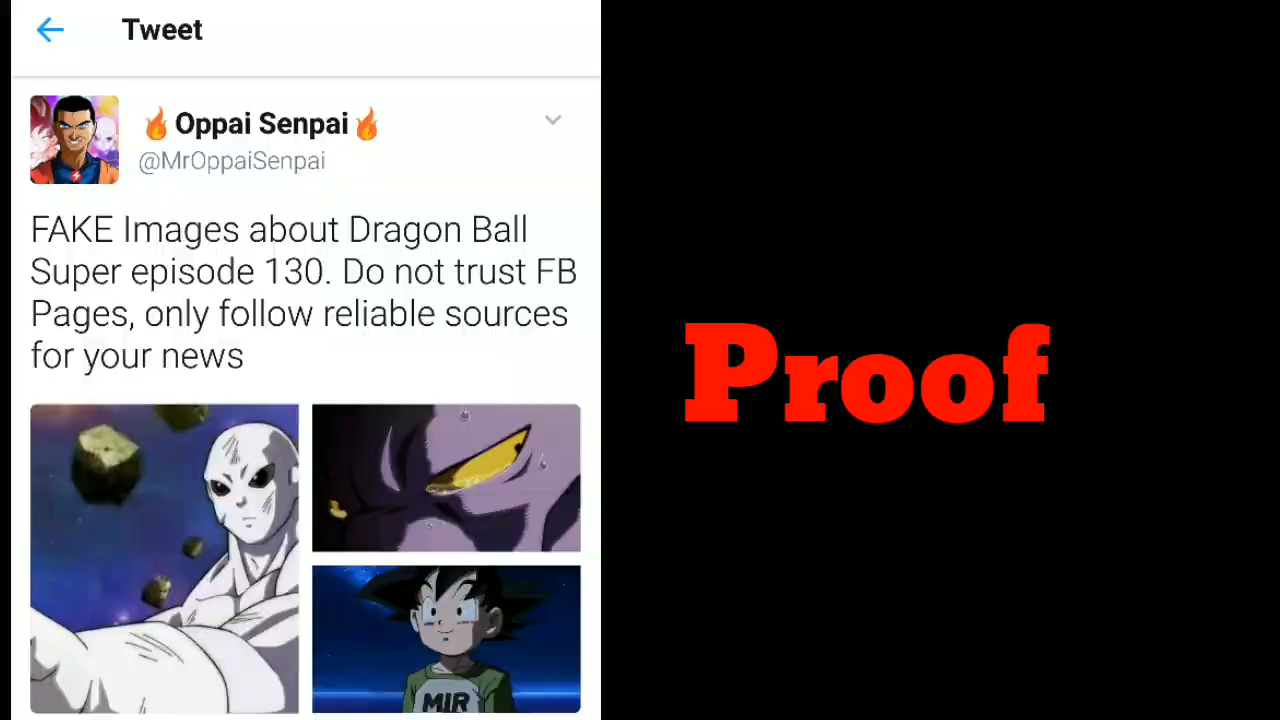 Tweet
🔥Oppai Senpai🔥
@MrOppaiSenpai
FAKE Images about Dragon Ball
Super episode 130. Do not trust FB
Pages, only follow reliable sources
for your news
Proof
MIR